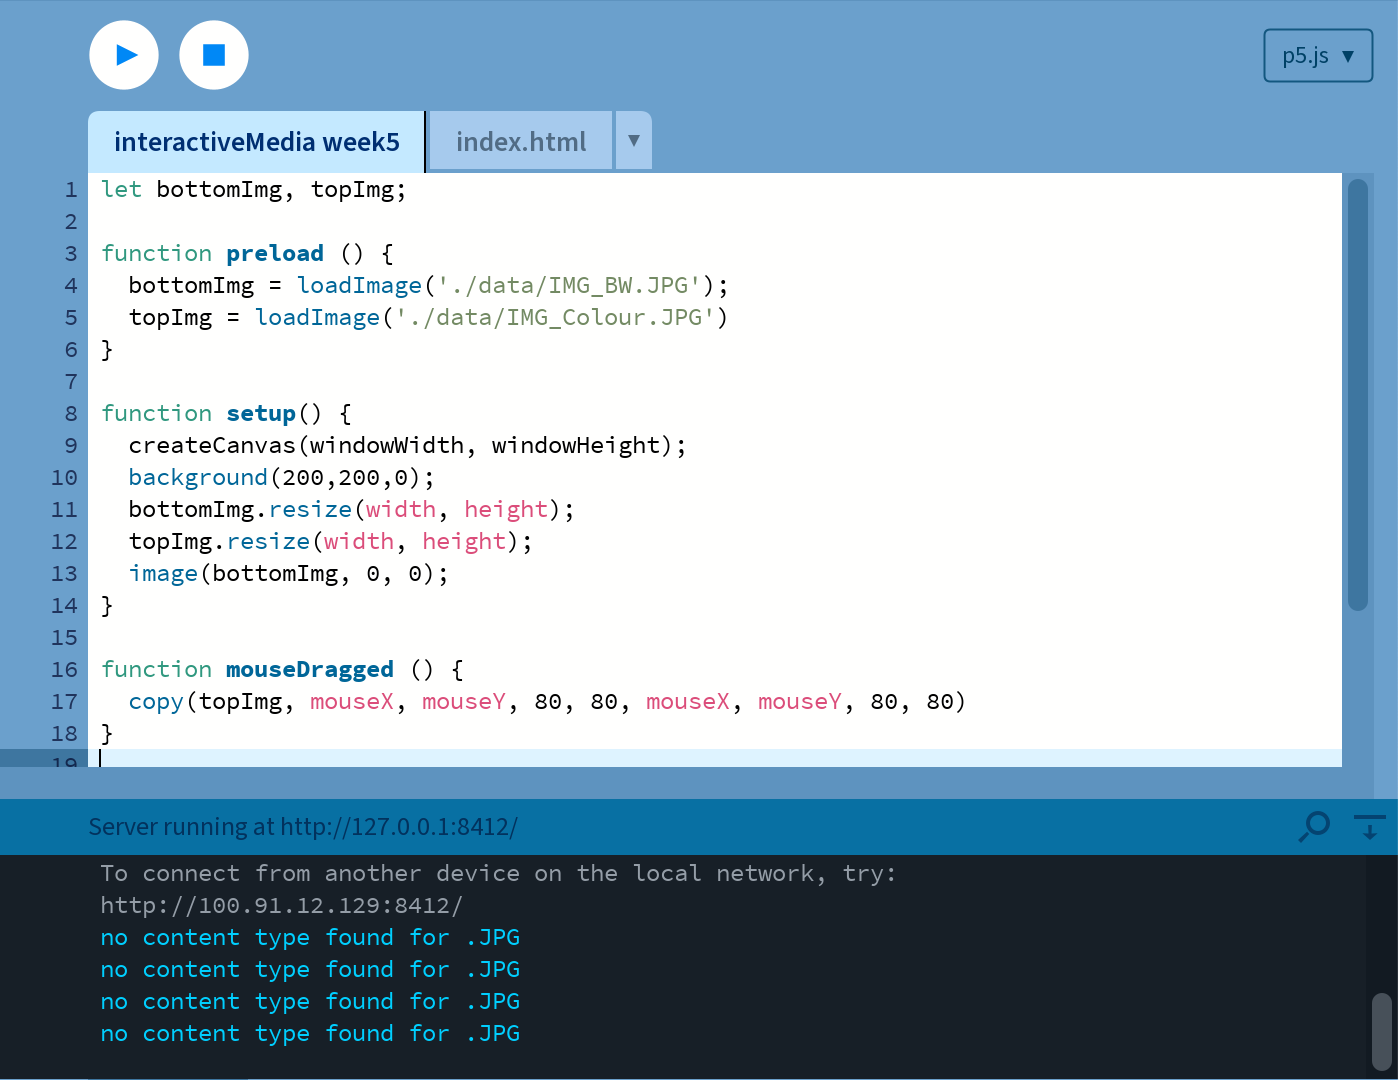 p5.js ▼
interactiveMedia week5
index.html
▼
1 let bottomImg, topImg;
2
3 function preload () {
4   bottomImg = loadImage('./data/IMG_BW.JPG');
5   topImg = loadImage('./data/IMG_Colour.JPG')
6 }
7
8 function setup() {
9   createCanvas(windowWidth, windowHeight);
10   background(200,200,0);
11   bottomImg.resize(width, height);
12   topImg.resize(width, height);
13   image(bottomImg, 0, 0);
14 }
15
16 function mouseDragged () {
17   copy(topImg, mouseX, mouseY, 80, 80, mouseX, mouseY, 80, 80)
18 }
19
Server running at http://127.0.0.1:8412/
To connect from another device on the local network, try:
http://100.91.12.129:8412/
no content type found for .JPG
no content type found for .JPG
no content type found for .JPG
no content type found for .JPG